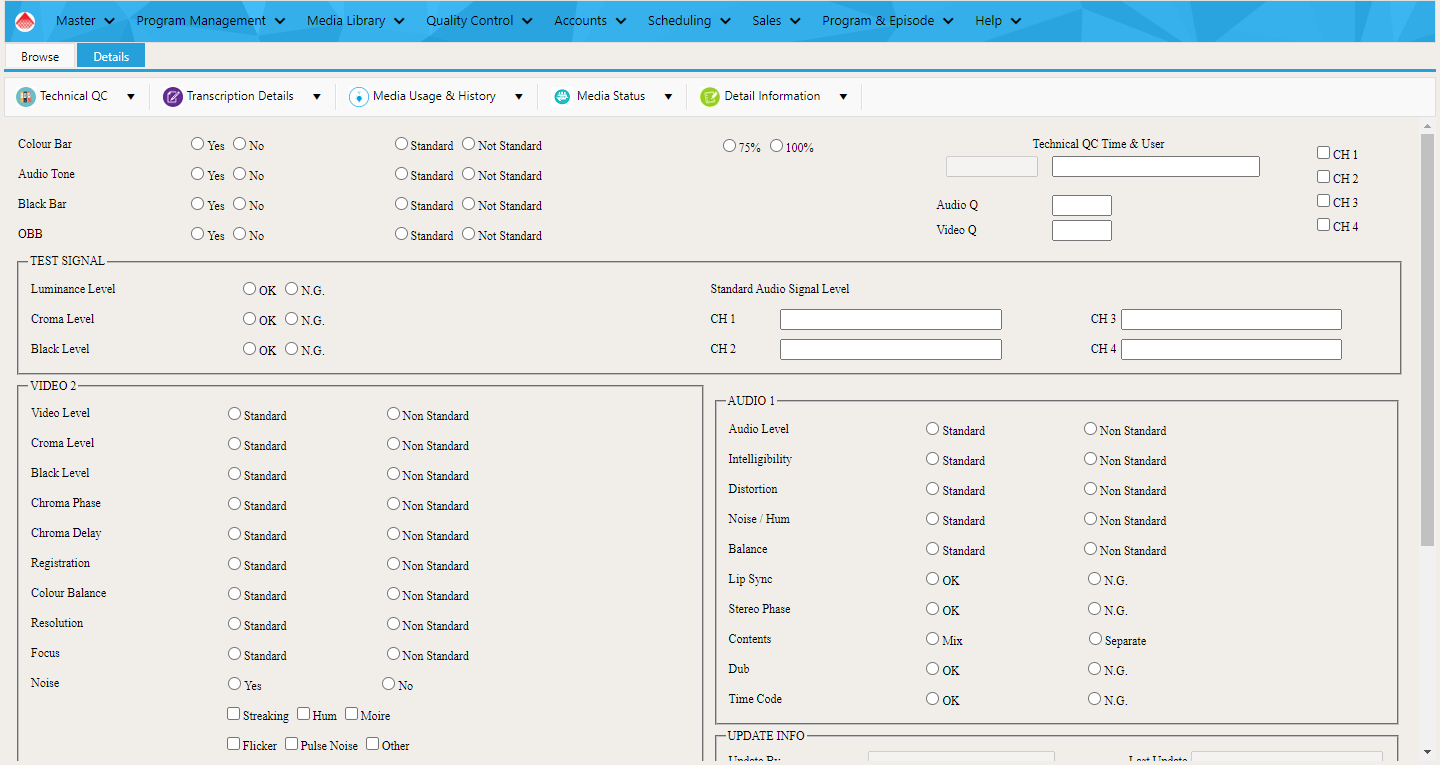 Master Program Management Media Library Quality Control Accounts Scheduling Sales Program & Episode Help
Browse Details
Technical QC Transcription Details Media Usage & History Media Status Detail Information
Colour Bar Yes No Standard Not Standard 75% 100% Technical QC Time & User CH 1
Audio Tone Yes No Standard Not Standard CH 2
Black Bar Yes No Standard Not Standard Audio Q CH 3
OBB Yes No Standard Not Standard Video Q CH 4
TEST SIGNAL
Luminance Level OK N.G. Standard Audio Signal Level
Croma Level OK N.G. CH 1 CH 3
Black Level OK N.G. CH 2 CH 4
VIDEO 2
Video Level Standard Non Standard
Croma Level Standard Non Standard
Black Level Standard Non Standard
Chroma Phase Standard Non Standard
Chroma Delay Standard Non Standard
Registration Standard Non Standard
Colour Balance Standard Non Standard
Resolution Standard Non Standard
Focus Standard Non Standard
Noise Yes No
Streaking Hum Moire
Flicker Pulse Noise Other
AUDIO 1
Audio Level Standard Non Standard
Intelligibility Standard Non Standard
Distortion Standard Non Standard
Noise / Hum Standard Non Standard
Balance Standard Non Standard
Lip Sync OK N.G.
Stereo Phase OK N.G.
Contents Mix Separate
Dub OK N.G.
Time Code OK N.G.
UPDATE INFO
Update By Last Update